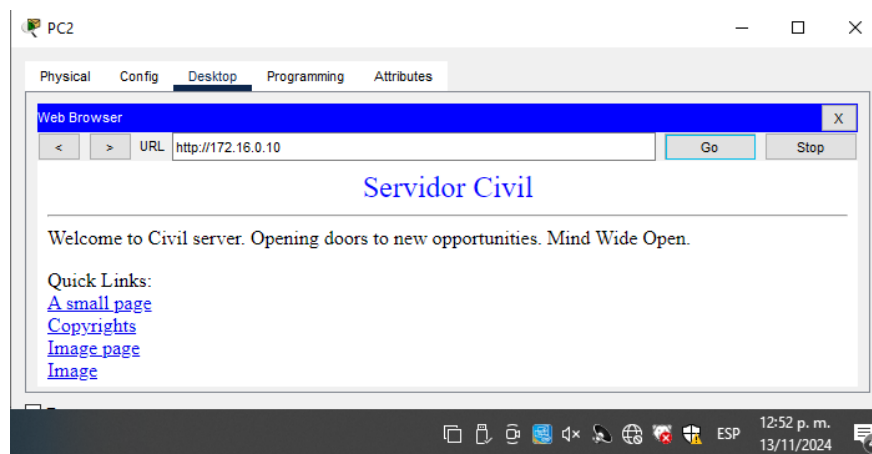 PC2
Physical Config Desktop Programming Attributes
Web Browser X
< > URL http://172.16.0.10 Go Stop
Servidor Civil
Welcome to Civil server. Opening doors to new opportunities. Mind Wide Open.
Quick Links:
A small page
Copyrights
Image page
Image
ESP 12:52 p. m.
13/11/2024